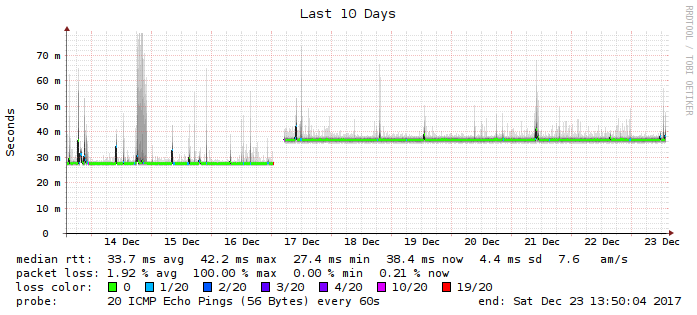 Last 10 Days
RRDTOOL / TOBI OETIKER
Seconds
70 m
60 m
50 m
40 m
30 m
20 m
10 m
0
14 Dec 15 Dec 16 Dec 17 Dec 18 Dec 19 Dec 20 Dec 21 Dec 22 Dec 23 Dec
median rtt: 33.7 ms avg 42.2 ms max 27.4 ms min 38.4 ms now 4.4 ms sd 7.6 am/s
packet loss: 1.92 % avg 100.00 % max 0.00 % min 0.21 % now
loss color: 0 1/20 2/20 3/20 4/20 10/20 19/20
probe: 20 ICMP Echo Pings (56 Bytes) every 60s end: Sat Dec 23 13:50:04 2017